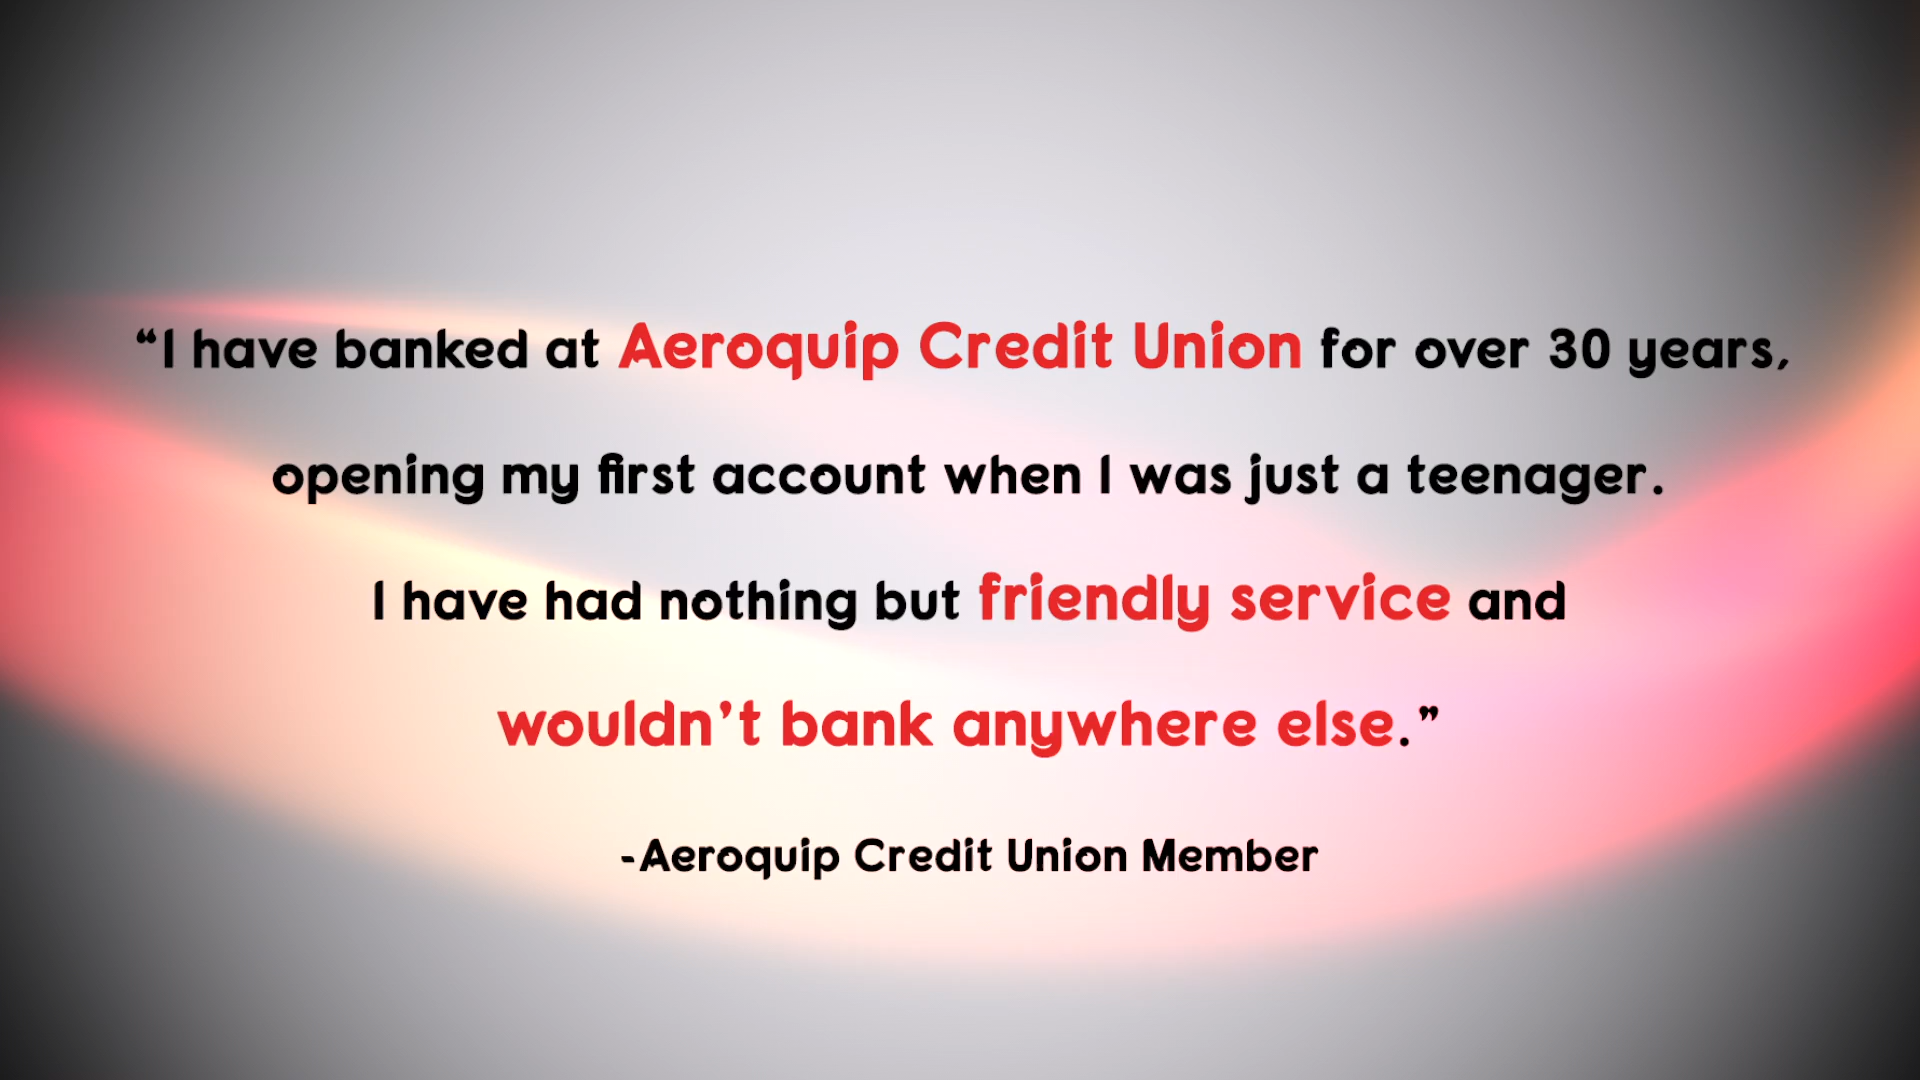 “I have banked at Aeroquip Credit Union for over 30 years,
opening my first account when I was just a teenager.
I have had nothing but friendly service and
wouldn’t bank anywhere else.”
-Aeroquip Credit Union Member